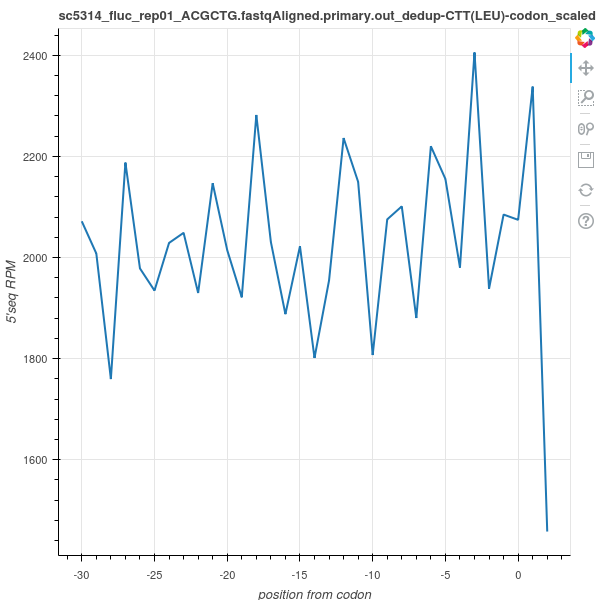 sc5314_fluc_rep01_ACGCTG.fastqAligned.primary.out_dedup-CTT(LEU)-codon_scaled
2400
2200
2000
1800
1600
5'seq RPM
-30 -25 -20 -15 -10 -5 0
position from codon